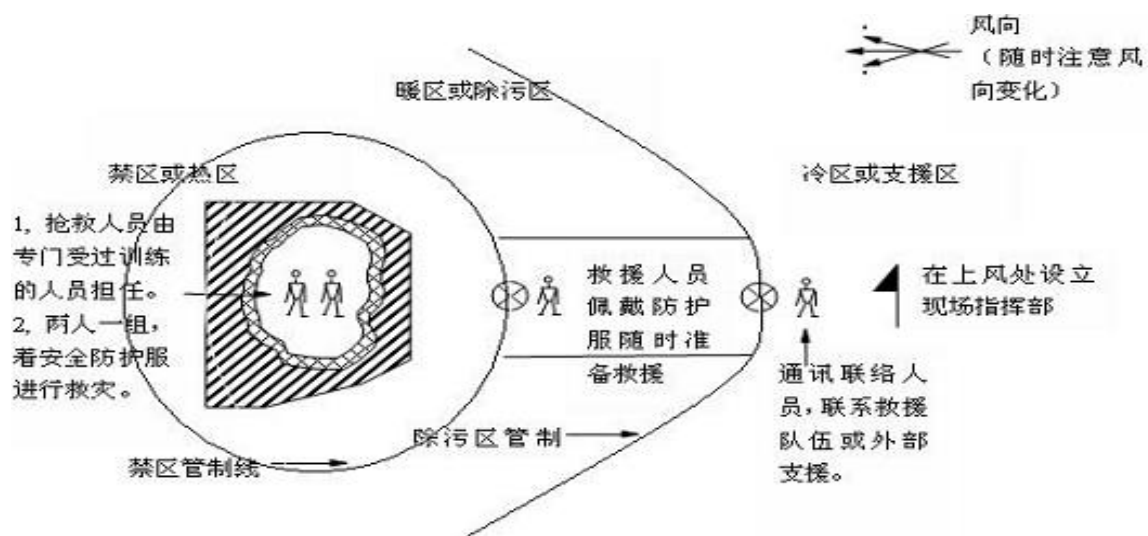 风向
（随时注意风
向变化）
暖区或除污区
禁区或热区
冷区或支援区
1, 抢救人员由
专门受过训练
的人员担任。
2, 两人一组,
着安全防护服
进行救灾。
救援人员
佩戴防护
服随时准
备救援
在上风处设立
现场指挥部
通讯联络人
员, 联系救援
队伍或外部
支援。
除污区管制
禁区管制线